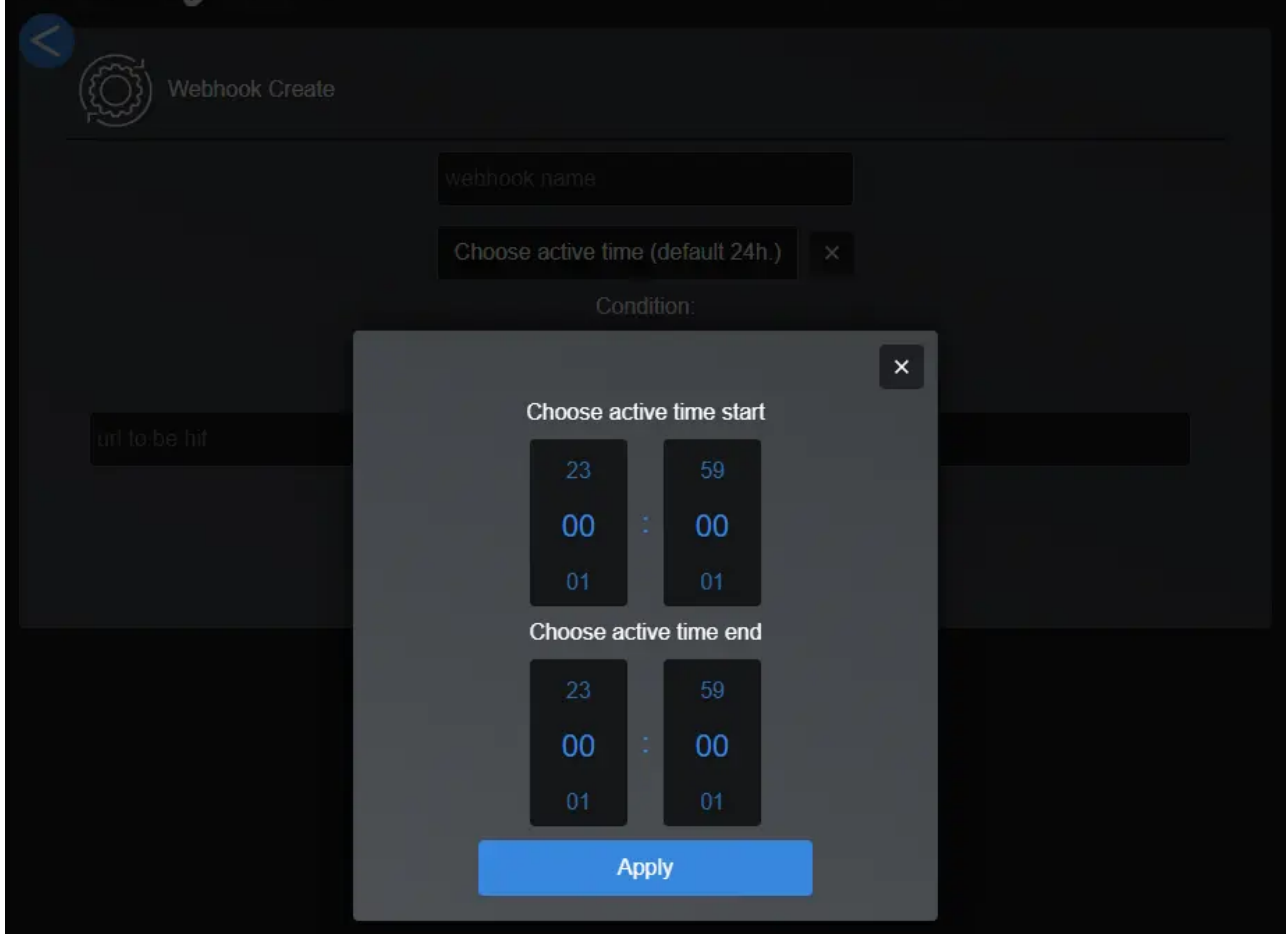 Webhook Create
webhook name
Choose active time (default 24h.) ×
Condition:
×
url to be hit
Choose active time start
23 59
00 : 00
01 01
Choose active time end
23 59
00 : 00
01 01
Apply